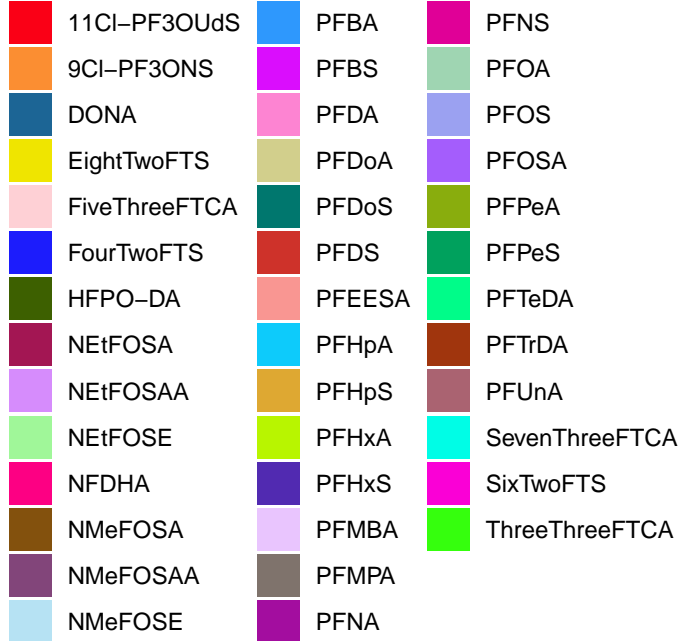 11Cl–PF3OUdS
9Cl–PF3ONS
DONA
EightTwoFTS
FiveThreeFTCA
FourTwoFTS
HFPO–DA
NEtFOSA
NEtFOSAA
NEtFOSE
NFDHA
NMeFOSA
NMeFOSAA
NMeFOSE
PFBA
PFBS
PFDA
PFDoA
PFDoS
PFDS
PFEESA
PFHpA
PFHpS
PFHxA
PFHxS
PFMBA
PFMPA
PFNA
PFNS
PFOA
PFOS
PFOSA
PFPeA
PFPeS
PFTeDA
PFTrDA
PFUnA
SevenThreeFTCA
SixTwoFTS
ThreeThreeFTCA